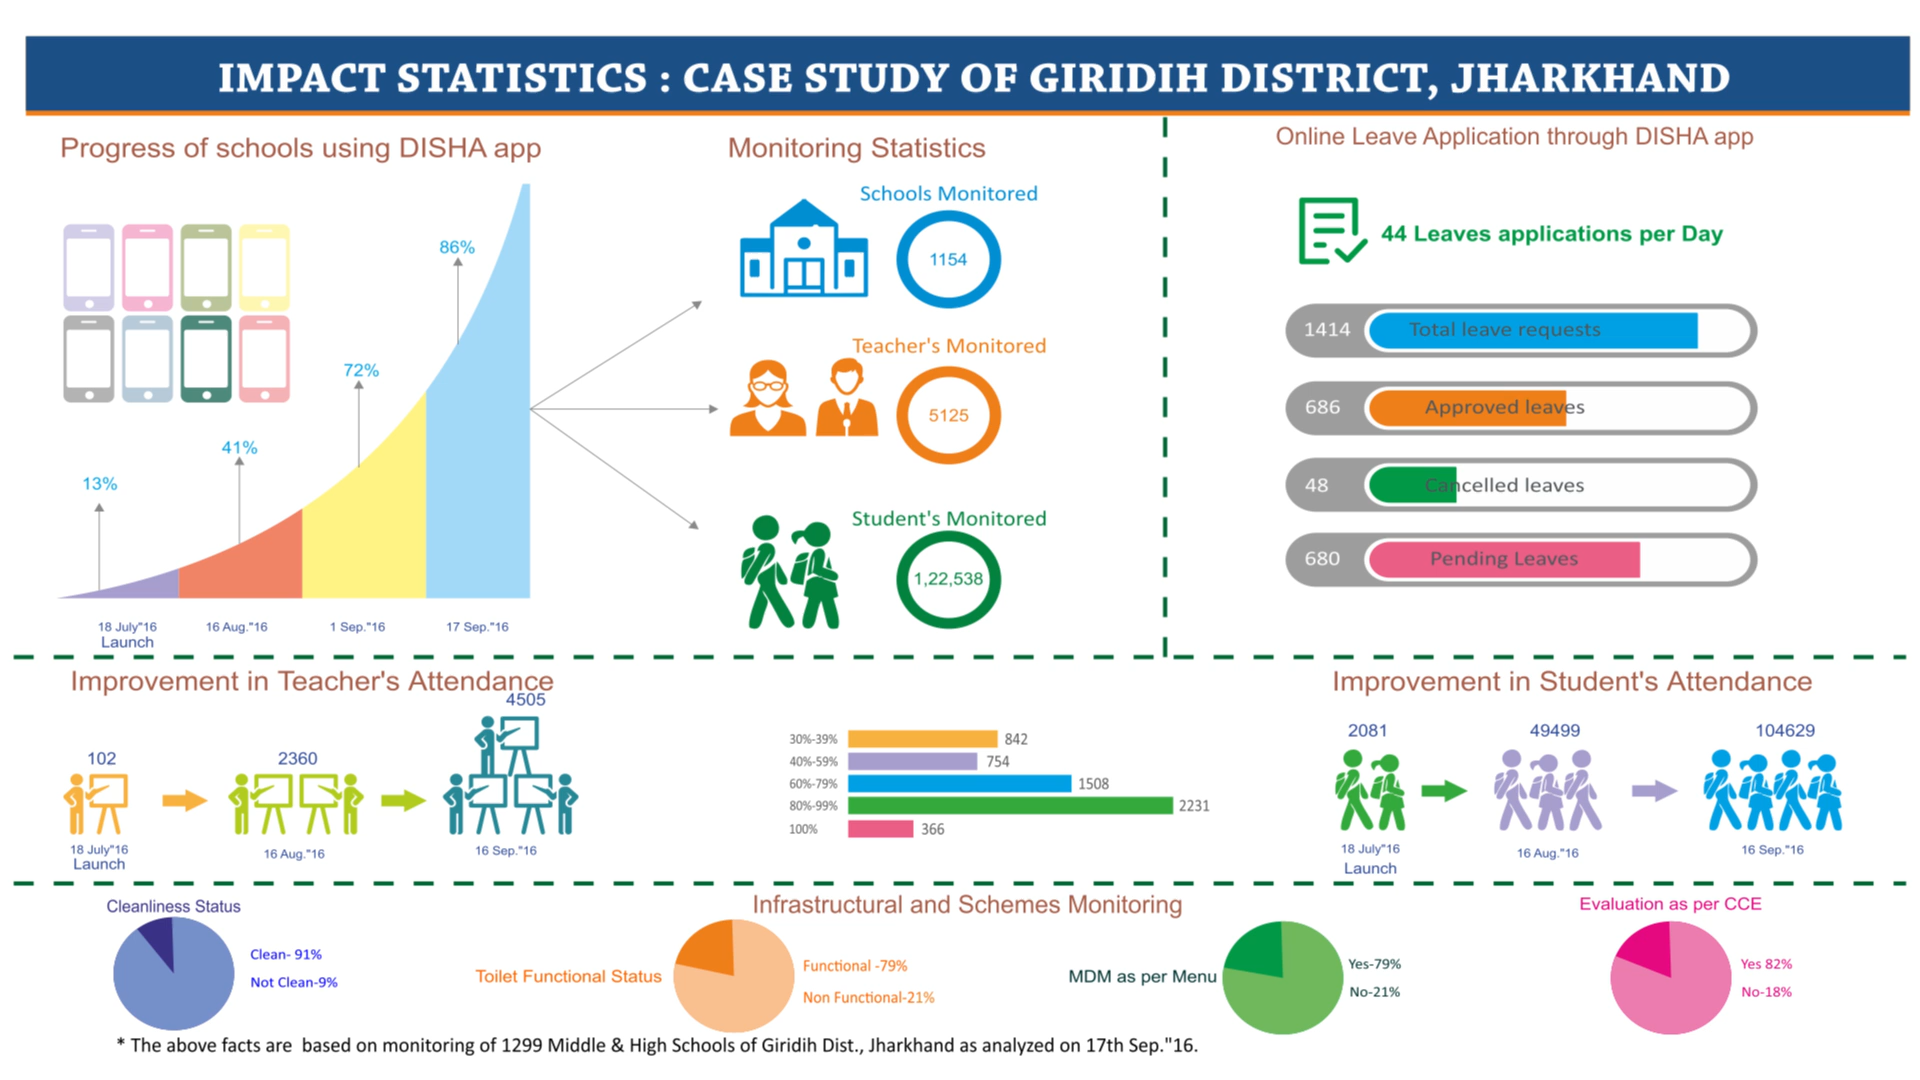 IMPACT STATISTICS : CASE STUDY OF GIRIDIH DISTRICT, JHARKHAND
Progress of schools using DISHA app
13%
41%
72%
86%
18 July"16
Launch
16 Aug."16
1 Sep."16
17 Sep."16
Monitoring Statistics
Schools Monitored
1154
Teacher's Monitored
5125
Student's Monitored
1,22,538
Online Leave Application through DISHA app
44 Leaves applications per Day
1414 Total leave requests
686 Approved leaves
48 Cancelled leaves
680 Pending Leaves
Improvement in Teacher's Attendance
102
2360
4505
18 July"16
Launch
16 Aug."16
16 Sep."16
30%-39% 842
40%-59% 754
60%-79% 1508
80%-99% 2231
100% 366
Improvement in Student's Attendance
2081
49499
104629
18 July"16
Launch
16 Aug."16
16 Sep."16
Infrastructural and Schemes Monitoring
Cleanliness Status
Clean- 91%
Not Clean-9%
Toilet Functional Status
Functional -79%
Non Functional-21%
MDM as per Menu
Yes-79%
No-21%
Evaluation as per CCE
Yes 82%
No-18%
* The above facts are based on monitoring of 1299 Middle & High Schools of Giridih Dist., Jharkhand as analyzed on 17th Sep."16.